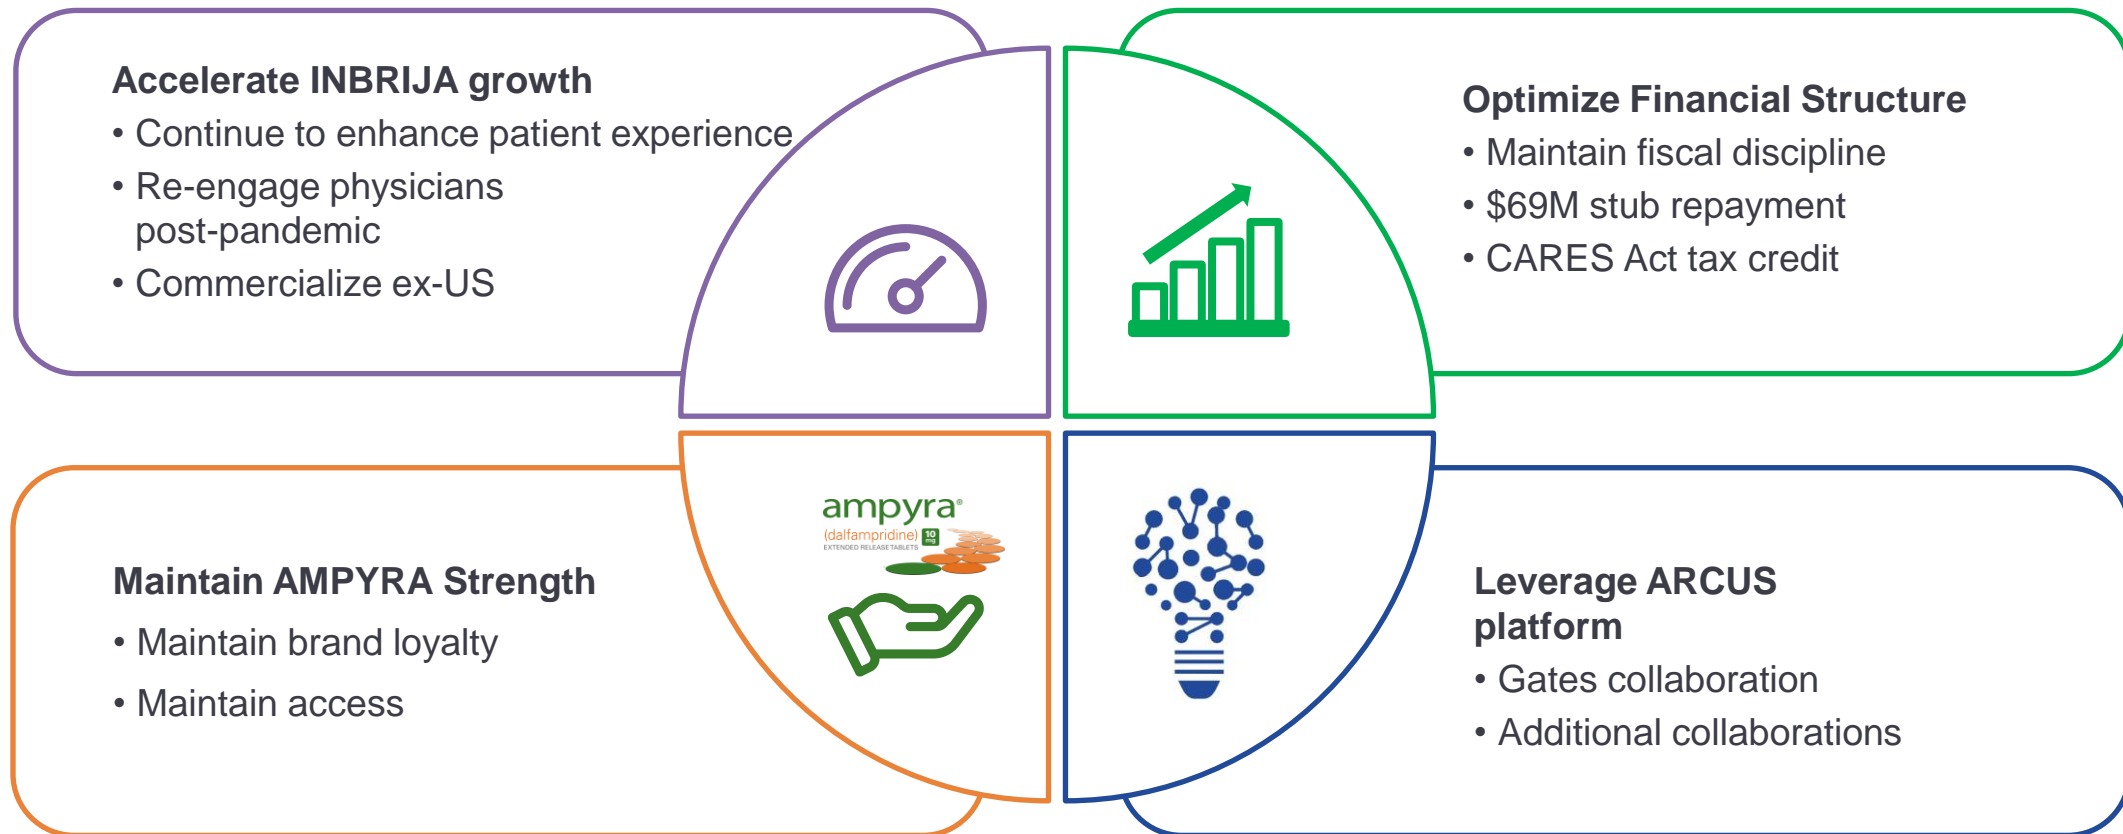 Accelerate INBRIJA growth
• Continue to enhance patient experience
• Re-engage physicians
post-pandemic
• Commercialize ex-US
Optimize Financial Structure
• Maintain fiscal discipline
• $69M stub repayment
• CARES Act tax credit
Maintain AMPYRA Strength
• Maintain brand loyalty
• Maintain access
ampyra®
(dalfampridine) 10 mg
EXTENDED RELEASE TABLETS
Leverage ARCUS
platform
• Gates collaboration
• Additional collaborations